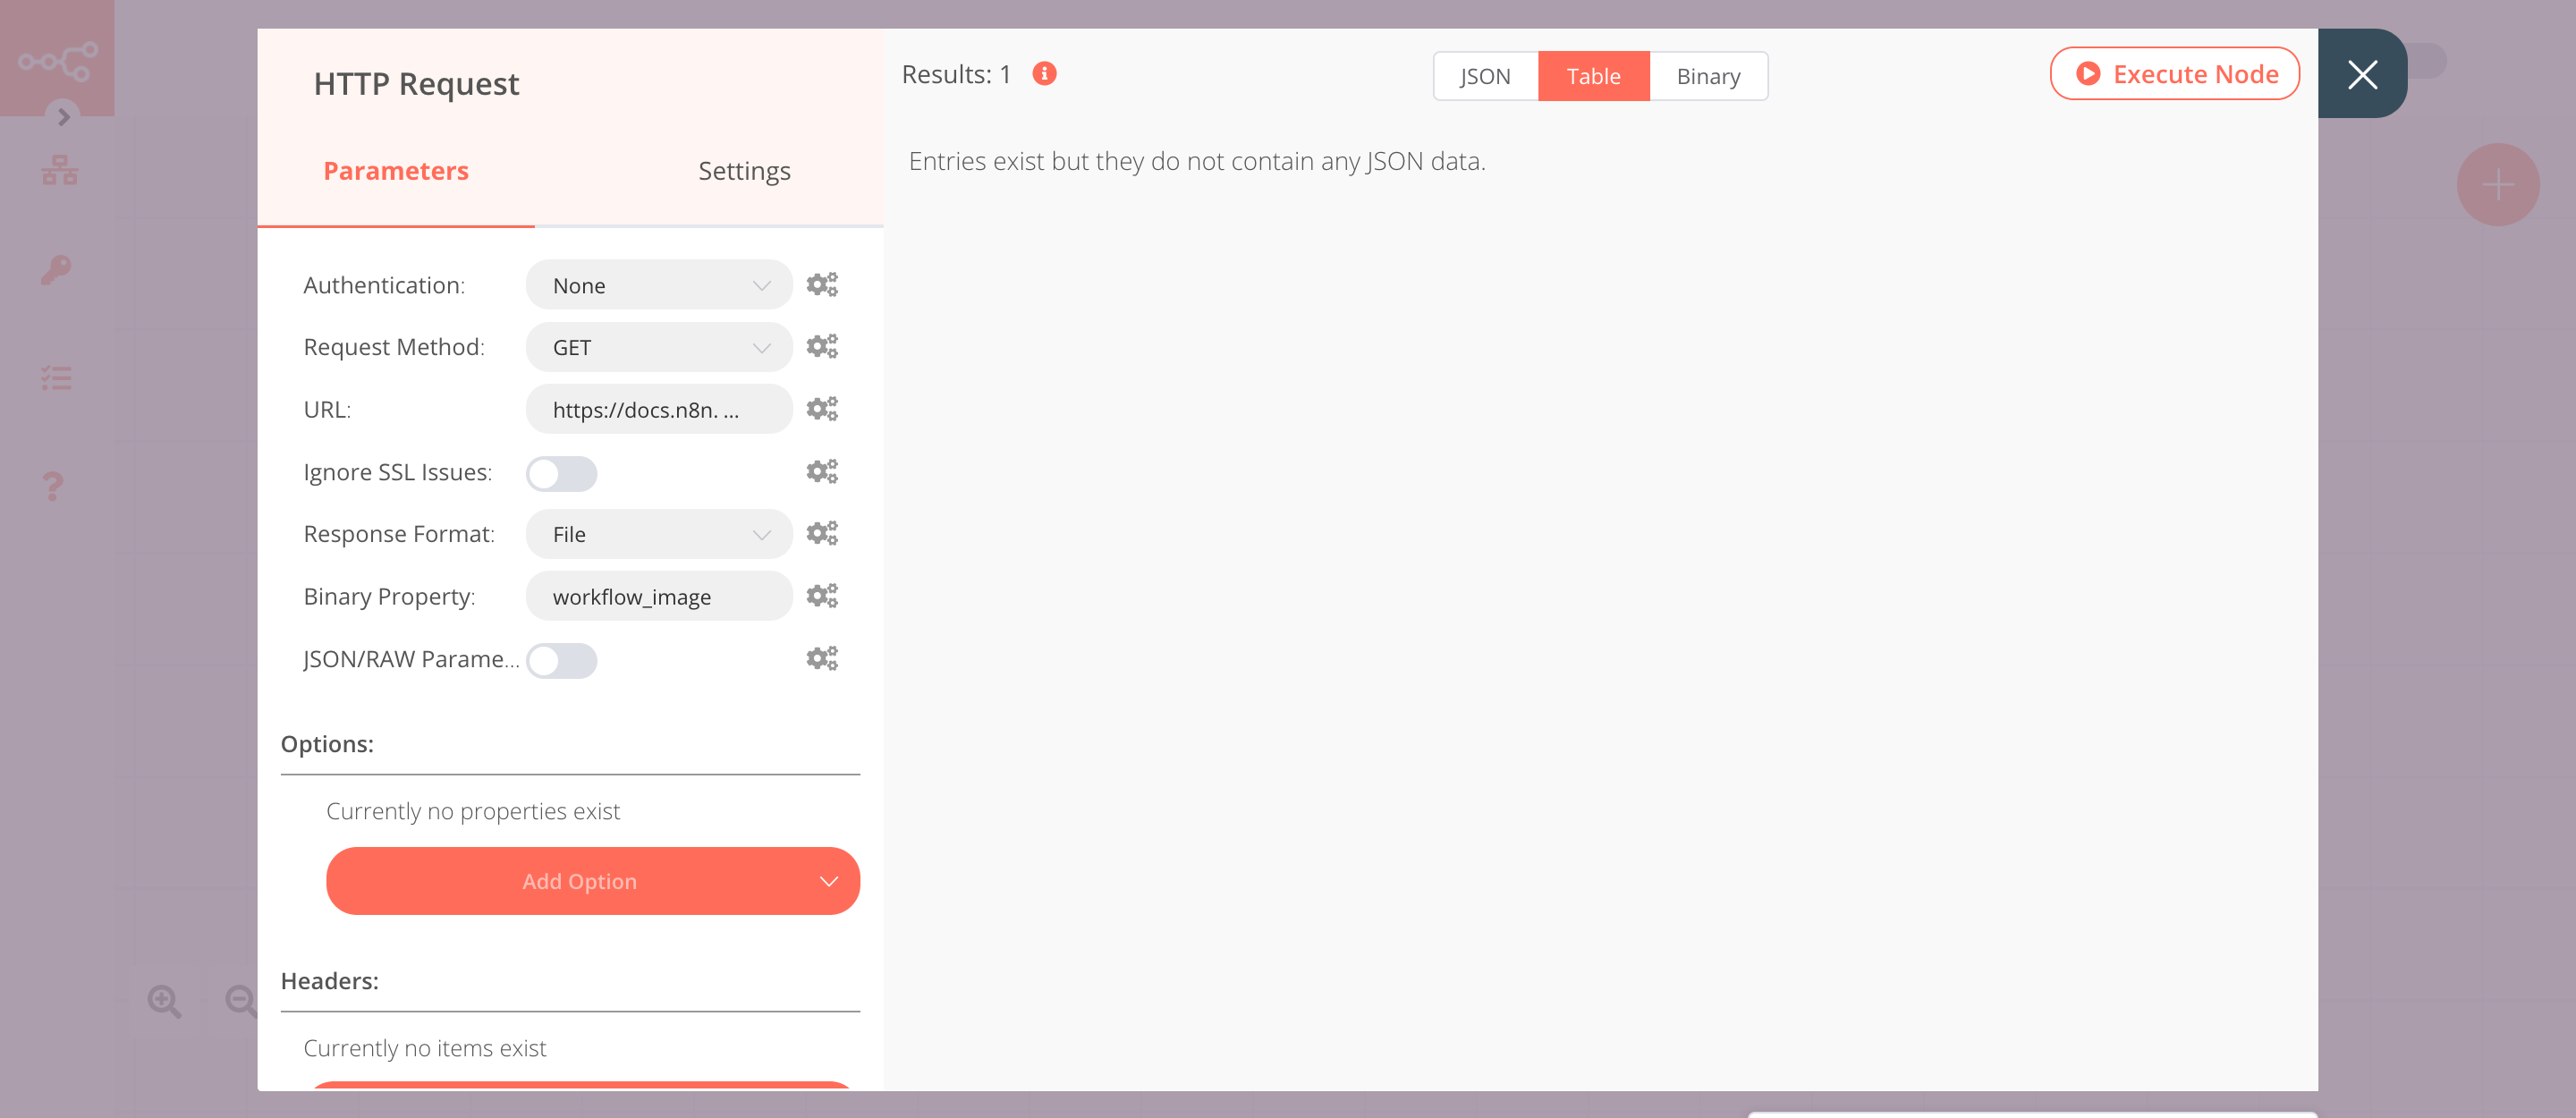 HTTP Request
Parameters
Settings
Authentication:
None
Request Method:
GET
URL:
https://docs.n8n. ...
Ignore SSL Issues:
Response Format:
File
Binary Property:
workflow_image
JSON/RAW Parame...
Options:
Currently no properties exist
Add Option
Headers:
Currently no items exist
Results: 1
JSON
Table
Binary
Execute Node
Entries exist but they do not contain any JSON data.